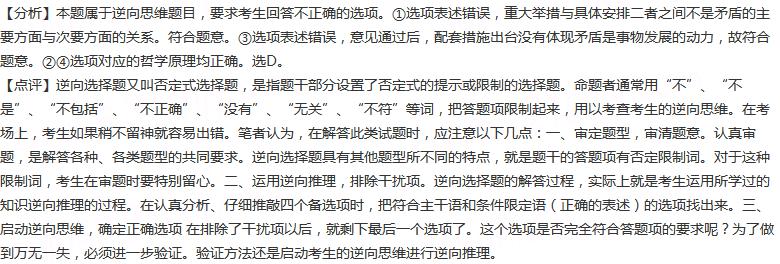 【分析】本题属于逆向思维题目，要求考生回答不正确的选项。①选项表述错误，重大举措与具体安排二者之间不是矛盾的主
要方面与次要方面的关系。符合题意。③选项表述错误，意见通过后，配套措施出台没有体现矛盾是事物发展的动力，故符合
题意。②④选项对应的哲学原理均正确。选D。
【点评】逆向选择题又叫否定式选择题，是指题干部分设置了否定式的提示或限制的选择题。命题者通常用“不”、“不
是”、“不包括”、“不正确”、“没有”、“无关”、“不符”等词，把答题项限制起来，用以考查考生的逆向思维。在考
场上，考生如果稍不留神就容易出错。笔者认为，在解答此类试题时，应注意以下几点：一、审定题型，审清题意。认真审
题，是解答各种、各类题型的共同要求。逆向选择题具有其他题型所不同的特点，就是题干的答题项有否定限制词。对于这种
限制词，考生在审题时要特别留心。二、运用逆向推理，排除干扰项。逆向选择题的解答过程，实际上就是考生运用所学过的
知识逆向推理的过程。在认真分析、仔细推敲四个备选项时，把符合主干语和条件限定语（正确的表述）的选项找出来。三、
启动逆向思维，确定正确选项 在排除了干扰项以后，就剩下最后一个选项了。这个选项是否完全符合答题项的要求呢？为了做
到万无一失，必须进一步验证。验证方法还是启动考生的逆向思维进行逆向推理。